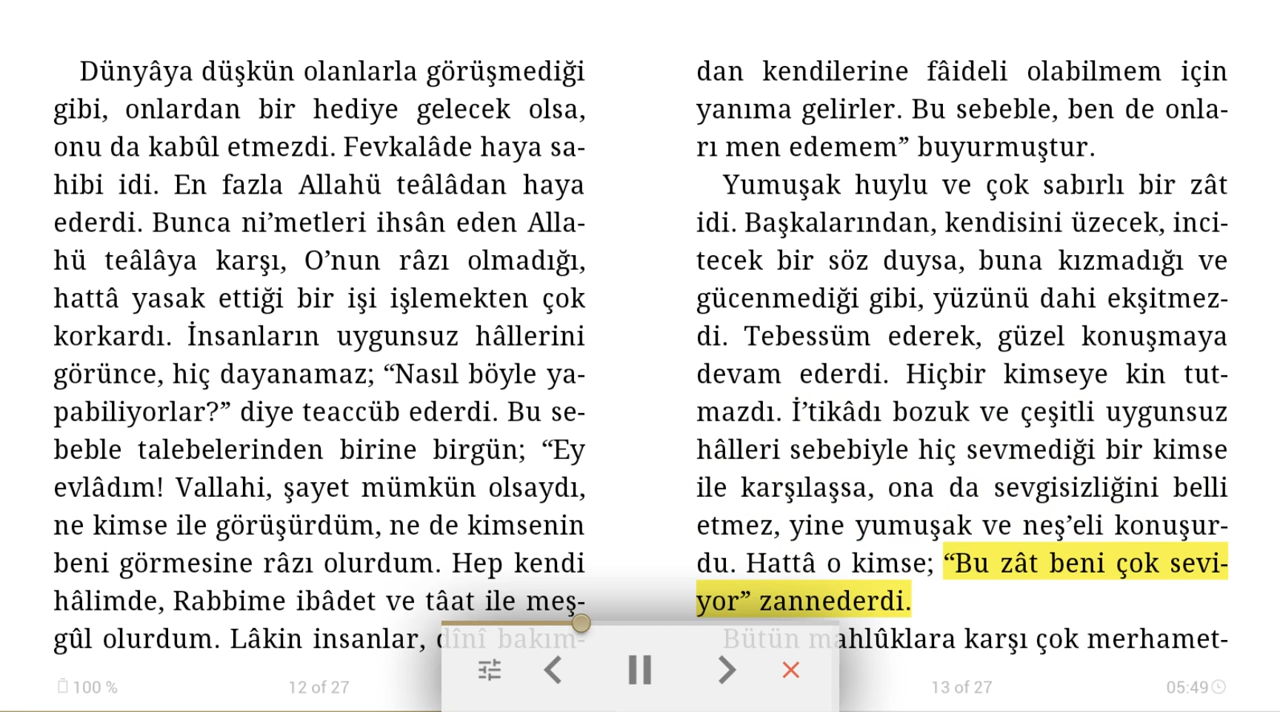 Dünyâya düşkün olanlarla görüşmediği
gibi, onlardan bir hediye gelecek olsa,
onu da kabûl etmezdi. Fevkalâde haya sa-
hibi idi. En fazla Allahü teâlâdan haya
ederdi. Bunca ni’metleri ihsân eden Alla-
hü teâlâya karşı, O’nun râzı olmadığı,
hattâ yasak ettiği bir işi işlemekten çok
korkardı. İnsanların uygunsuz hâllerini
görünce, hiç dayanamaz; “Nasıl böyle ya-
pabiliyorlar?” diye teaccüb ederdi. Bu se-
beble talebelerinden birine birgün; “Ey
evlâdım! Vallahi, şayet mümkün olsaydı,
ne kimse ile görüşürdüm, ne de kimsenin
beni görmesine râzı olurdum. Hep kendi
hâlimde, Rabbime ibâdet ve tâat ile meş-
gûl olurdum. Lâkin insanlar, dînî bakım-
dan kendilerine fâideli olabilmem için
yanıma gelirler. Bu sebeble, ben de onla-
rı men edemem” buyurmuştur.
Yumuşak huylu ve çok sabırlı bir zât
idi. Başkalarından, kendisini üzecek, inci-
tecek bir söz duysa, buna kızmadığı ve
gücenmediği gibi, yüzünü dahi ekşitmez-
di. Tebessüm ederek, güzel konuşmaya
devam ederdi. Hiçbir kimseye kin tut-
mazdı. İ’tikâdı bozuk ve çeşitli uygunsuz
hâlleri sebebiyle hiç sevmediği bir kimse
ile karşılaşsa, ona da sevgisizliğini belli
etmez, yine yumuşak ve neş’eli konuşur-
du. Hattâ o kimse; “Bu zât beni çok sevi-
yor” zannederdi.
Bütün mahlûklara karşı çok merhamet-
100 %
12 of 27
13 of 27
05:49